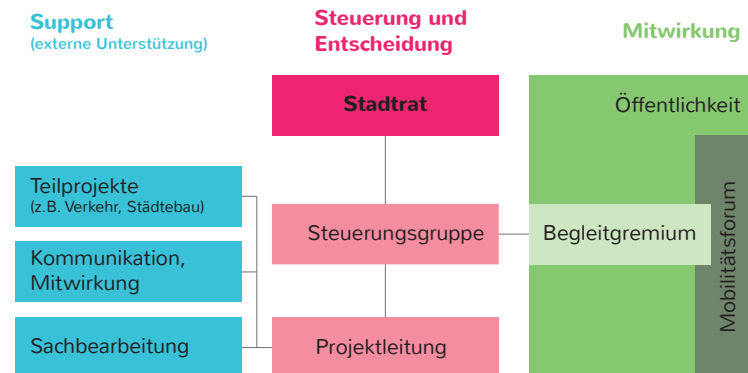 Support
(externe Unterstützung)
Steuerung und
Entscheidung
Mitwirkung
Stadtrat
Öffentlichkeit
Teilprojekte
(z.B. Verkehr, Städtebau)
Steuerungsgruppe
Begleitgremium
Mobilitätsforum
Kommunikation,
Mitwirkung
Sachbearbeitung
Projektleitung